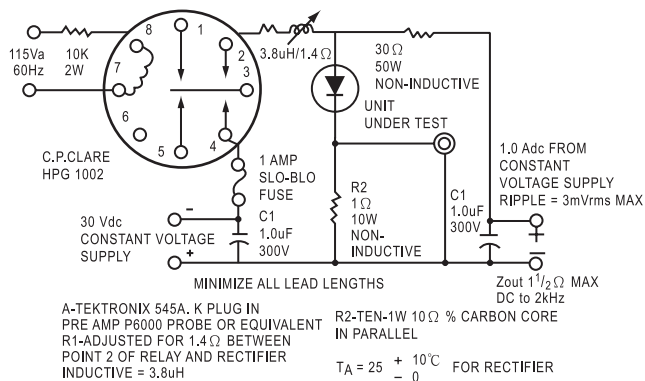 115Va
60Hz
10K
2W
8
1
2
3
7
6
5
4
C.P.CLARE
HPG 1002
3.8uH/1.4Ω
30Ω
50W
NON-INDUCTIVE
UNIT
UNDER TEST
1 AMP
SLO-BLO
FUSE
R2
1Ω
10W
NON-
INDUCTIVE
C1
1.0uF
300V
1.0 Adc FROM
CONSTANT
VOLTAGE SUPPLY
RIPPLE = 3mVrms MAX
–
30 Vdc
CONSTANT VOLTAGE
SUPPLY
+
C1
1.0uF
300V
+
–
MINIMIZE ALL LEAD LENGTHS
Zout 1 1/2 Ω MAX
DC to 2kHz
A-TEKTRONIX 545A. K PLUG IN
PRE AMP P6000 PROBE OR EQUIVALENT
R1-ADJUSTED FOR 1.4Ω BETWEEN
POINT 2 OF RELAY AND RECTIFIER
INDUCTIVE = 3.8uH
R2-TEN-1W 10Ω % CARBON CORE
IN PARALLEL
TA = 25 + 10℃ – 0 FOR RECTIFIER